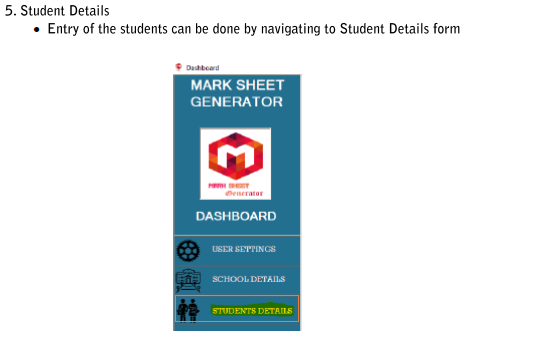 5. Student Details
• Entry of the students can be done by navigating to Student Details form
Dashboard
MARK SHEET
GENERATOR
MARK SHEET
Generator
DASHBOARD
USER SETTINGS
SCHOOL DETAILS
STUDENTS DETAILS